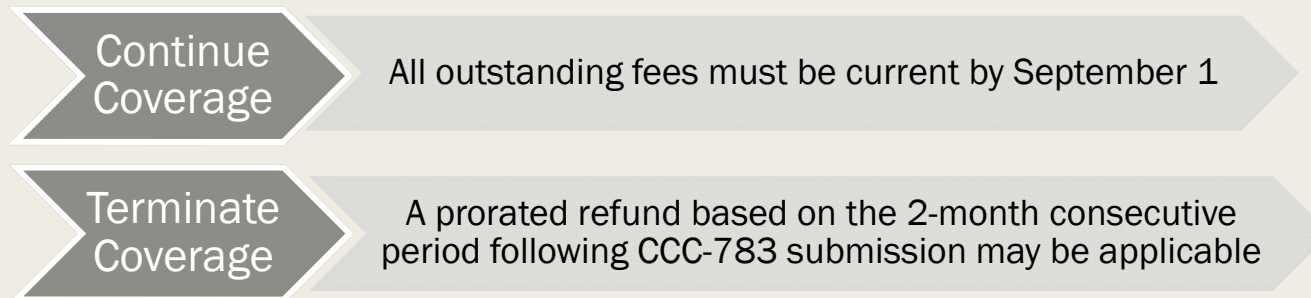 Continue
Coverage
All outstanding fees must be current by September 1
Terminate
Coverage
A prorated refund based on the 2-month consecutive
period following CCC-783 submission may be applicable